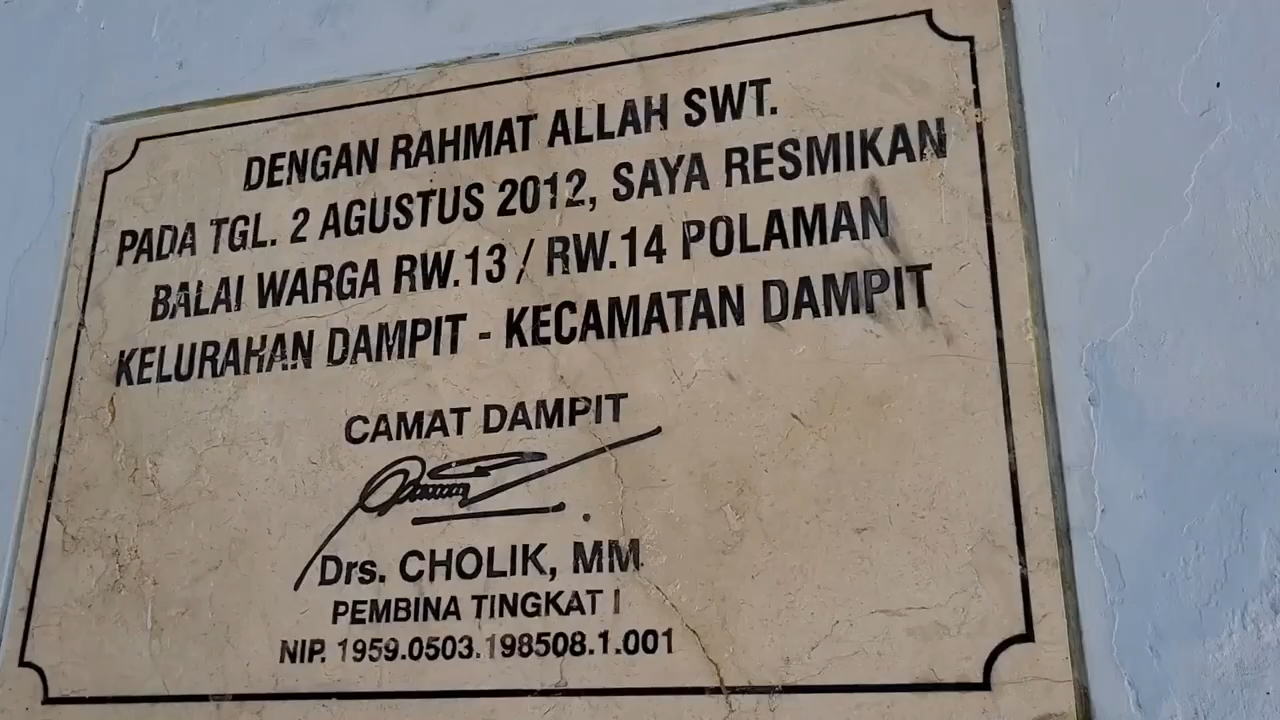 DENGAN RAHMAT ALLAH SWT.
PADA TGL. 2 AGUSTUS 2012, SAYA RESMIKAN
BALAI WARGA RW.13 / RW.14 POLAMAN
KELURAHAN DAMPIT - KECAMATAN DAMPIT
CAMAT DAMPIT
Drs. CHOLIK, MM
PEMBINA TINGKAT I
NIP. 1959.0503.198508.1.001